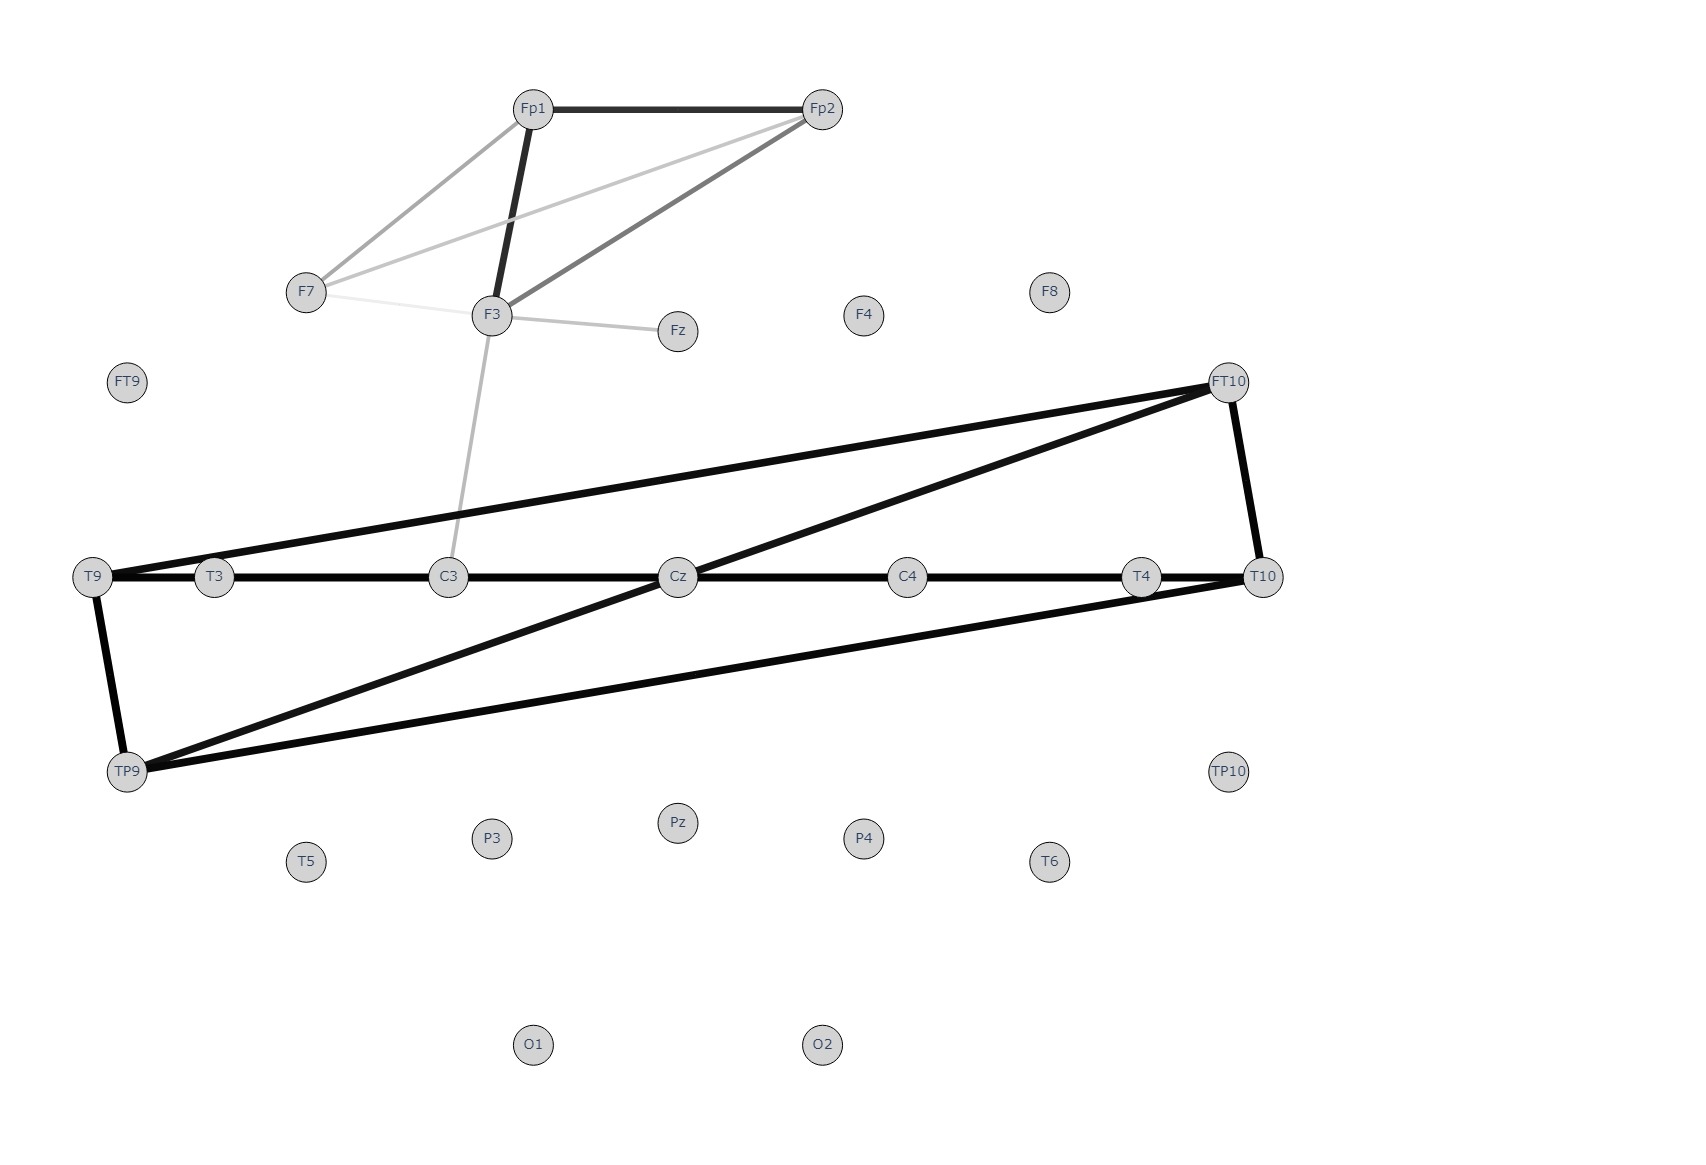 Fp1 Fp2
F7 F3 Fz F4 F8
FT9 FT10
T9 T3 C3 Cz C4 T4 T10
TP9 TP10
T5 P3 Pz P4 T6
O1 O2